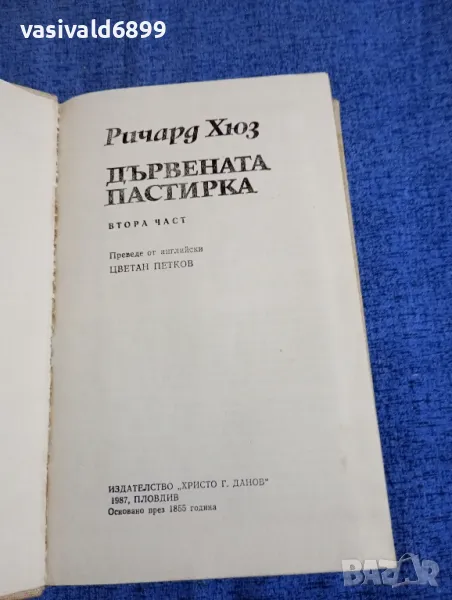 vasivald6899
Ричард Хюз
ДЪРВЕНАТА
ПАСТИРКА
ВТОРА ЧАСТ
Преведе от английски
ЦВЕТАН ПЕТКОВ
ИЗДАТЕЛСТВО „ХРИСТО Г. ДАНОВ"
1987, ПЛОВДИВ
Основано през 1855 година
BAZAR